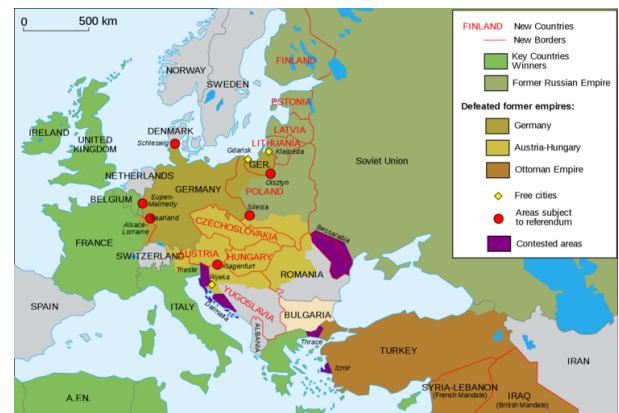 0 500 km
FINLAND New Countries
New Borders
Key Countries
Winners
Former Russian Empire
Defeated former empires:
Germany
Austria-Hungary
Ottoman Empire
Free cities
Areas subject
to referendum
Contested areas
NORWAY
SWEDEN
FINLAND
ESTONIA
LATVIA
LITHUANIA
Klaipeda
IRELAND
UNITED
KINGDOM
DENMARK
Schleswig
Gdańsk
GER.
Olsztyn
Soviet Union
NETHERLANDS
GERMANY
POLAND
BELGIUM
Eupen-
Malmedy
Silesia
Saarland
Alsace-
Lorraine
CZECHOSLOVAKIA
Bessarabia
FRANCE
SWITZERLAND
AUSTRIA
HUNGARY
Klagenfurt
Trieste
Rijeka
ROMANIA
YUGOSLAVIA
Dalmatia
SPAIN
ITALY
BULGARIA
ALBANIA
Thrace
Izmir
TURKEY
IRAN
SYRIA-LEBANON
(French Mandate)
IRAQ
(British Mandate)
A.F.N.